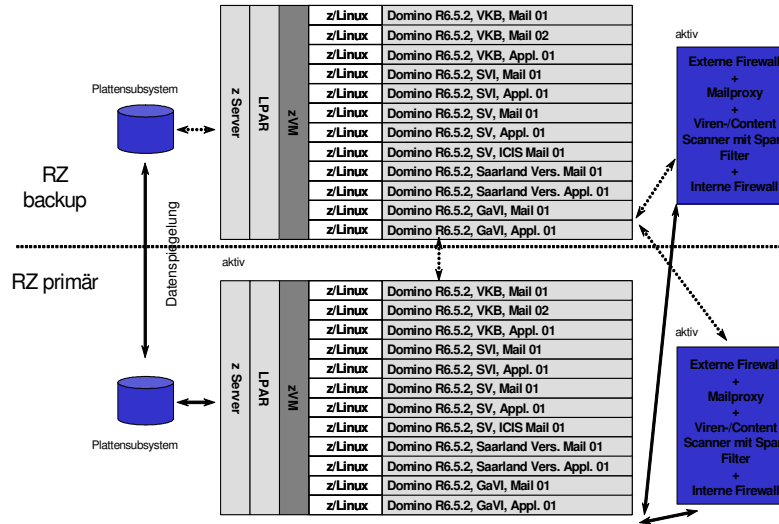 z/Linux Domino R6.5.2, VKB, Mail 01
z/Linux Domino R6.5.2, VKB, Mail 02
z/Linux Domino R6.5.2, VKB, Appl. 01
z/Linux Domino R6.5.2, SVI, Mail 01
z/Linux Domino R6.5.2, SVI, Appl. 01
z/Linux Domino R6.5.2, SV, Mail 01
z/Linux Domino R6.5.2, SV, Appl. 01
z/Linux Domino R6.5.2, SV, ICIS Mail 01
z/Linux Domino R6.5.2, Saarland Vers. Mail 01
z/Linux Domino R6.5.2, Saarland Vers. Appl. 01
z/Linux Domino R6.5.2, GaVI, Mail 01
z/Linux Domino R6.5.2, GaVI, Appl. 01
z Server
LPAR
zVM
Plattensubsystem
RZ
backup
aktiv
Externe Firewall
+
Mailproxy
+
Viren-/Content
Scanner mit Spam
Filter
+
Interne Firewall
Datenspiegelung
RZ primär
aktiv
z/Linux Domino R6.5.2, VKB, Mail 01
z/Linux Domino R6.5.2, VKB, Mail 02
z/Linux Domino R6.5.2, VKB, Appl. 01
z/Linux Domino R6.5.2, SVI, Mail 01
z/Linux Domino R6.5.2, SVI, Appl. 01
z/Linux Domino R6.5.2, SV, Mail 01
z/Linux Domino R6.5.2, SV, Appl. 01
z/Linux Domino R6.5.2, SV, ICIS Mail 01
z/Linux Domino R6.5.2, Saarland Vers. Mail 01
z/Linux Domino R6.5.2, Saarland Vers. Appl. 01
z/Linux Domino R6.5.2, GaVI, Mail 01
z/Linux Domino R6.5.2, GaVI, Appl. 01
z Server
LPAR
zVM
Plattensubsystem
aktiv
Externe Firewall
+
Mailproxy
+
Viren-/Content
Scanner mit Spam
Filter
+
Interne Firewall